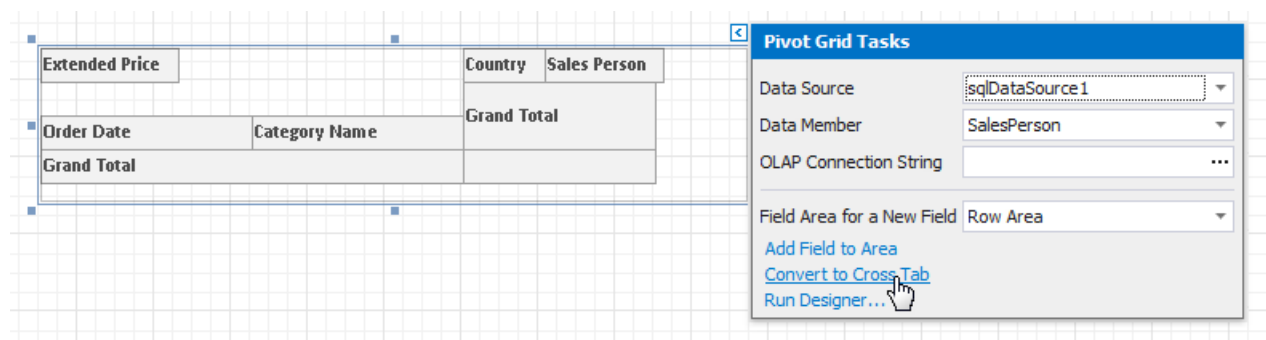 Extended Price
Country Sales Person
Grand Total
Order Date Category Name
Grand Total
Pivot Grid Tasks
Data Source sqlDataSource1
Data Member SalesPerson
OLAP Connection String ...
Field Area for a New Field Row Area
Add Field to Area
Convert to Cross Tab
Run Designer...